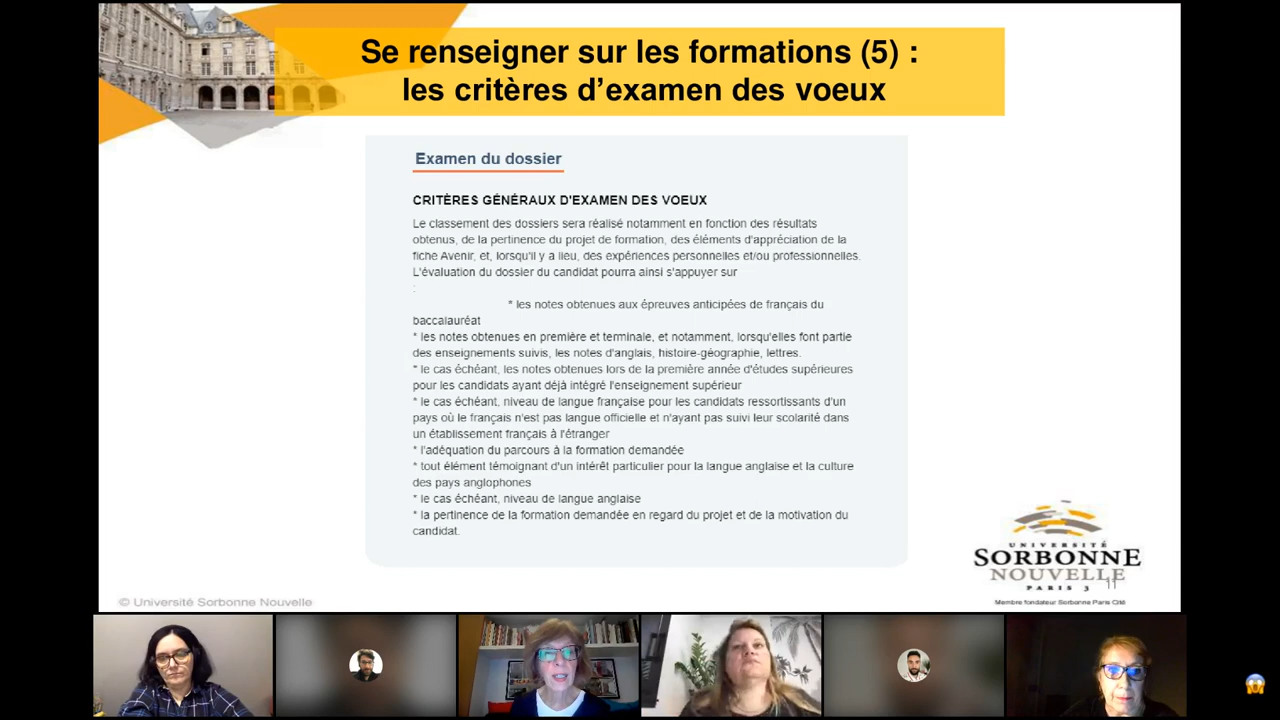 Se renseigner sur les formations (5) :
les critères d'examen des voeux
Examen du dossier
CRITÈRES GÉNÉRAUX D'EXAMEN DES VOEUX
Le classement des dossiers sera réalisé notamment en fonction des résultats
obtenus, de la pertinence du projet de formation, des éléments d'appréciation de la
fiche Avenir, et, lorsqu'il y a lieu, des expériences personnelles et/ou professionnelles.
L'évaluation du dossier du candidat pourra ainsi s'appuyer sur
:
* les notes obtenues aux épreuves anticipées de français du
baccalauréat
* les notes obtenues en première et terminale, et notamment, lorsqu'elles font partie
des enseignements suivis, les notes d'anglais, histoire-géographie, lettres.
* le cas échéant, les notes obtenues lors de la première année d'études supérieures
pour les candidats ayant déjà intégré l'enseignement supérieur
* le cas échéant, niveau de langue française pour les candidats ressortissants d'un
pays où le français n'est pas langue officielle et n'ayant pas suivi leur scolarité dans
un établissement français à l'étranger
* l'adéquation du parcours à la formation demandée
* tout élément témoignant d'un intérêt particulier pour la langue anglaise et la culture
des pays anglophones
* le cas échéant, niveau de langue anglaise
* la pertinence de la formation demandée en regard du projet et de la motivation du
candidat.
UNIVERSITÉ
SORBONNE
NOUVELLE
11
PARIS 3
Membre fondateur Sorbonne Paris Cité
© Université Sorbonne Nouvelle